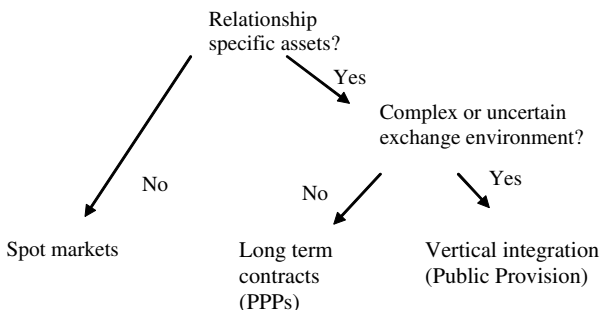 Relationship
specific assets?
Yes
Complex or uncertain
exchange environment?
No
No
Yes
Spot markets
Long term
contracts
(PPPs)
Vertical integration
(Public Provision)